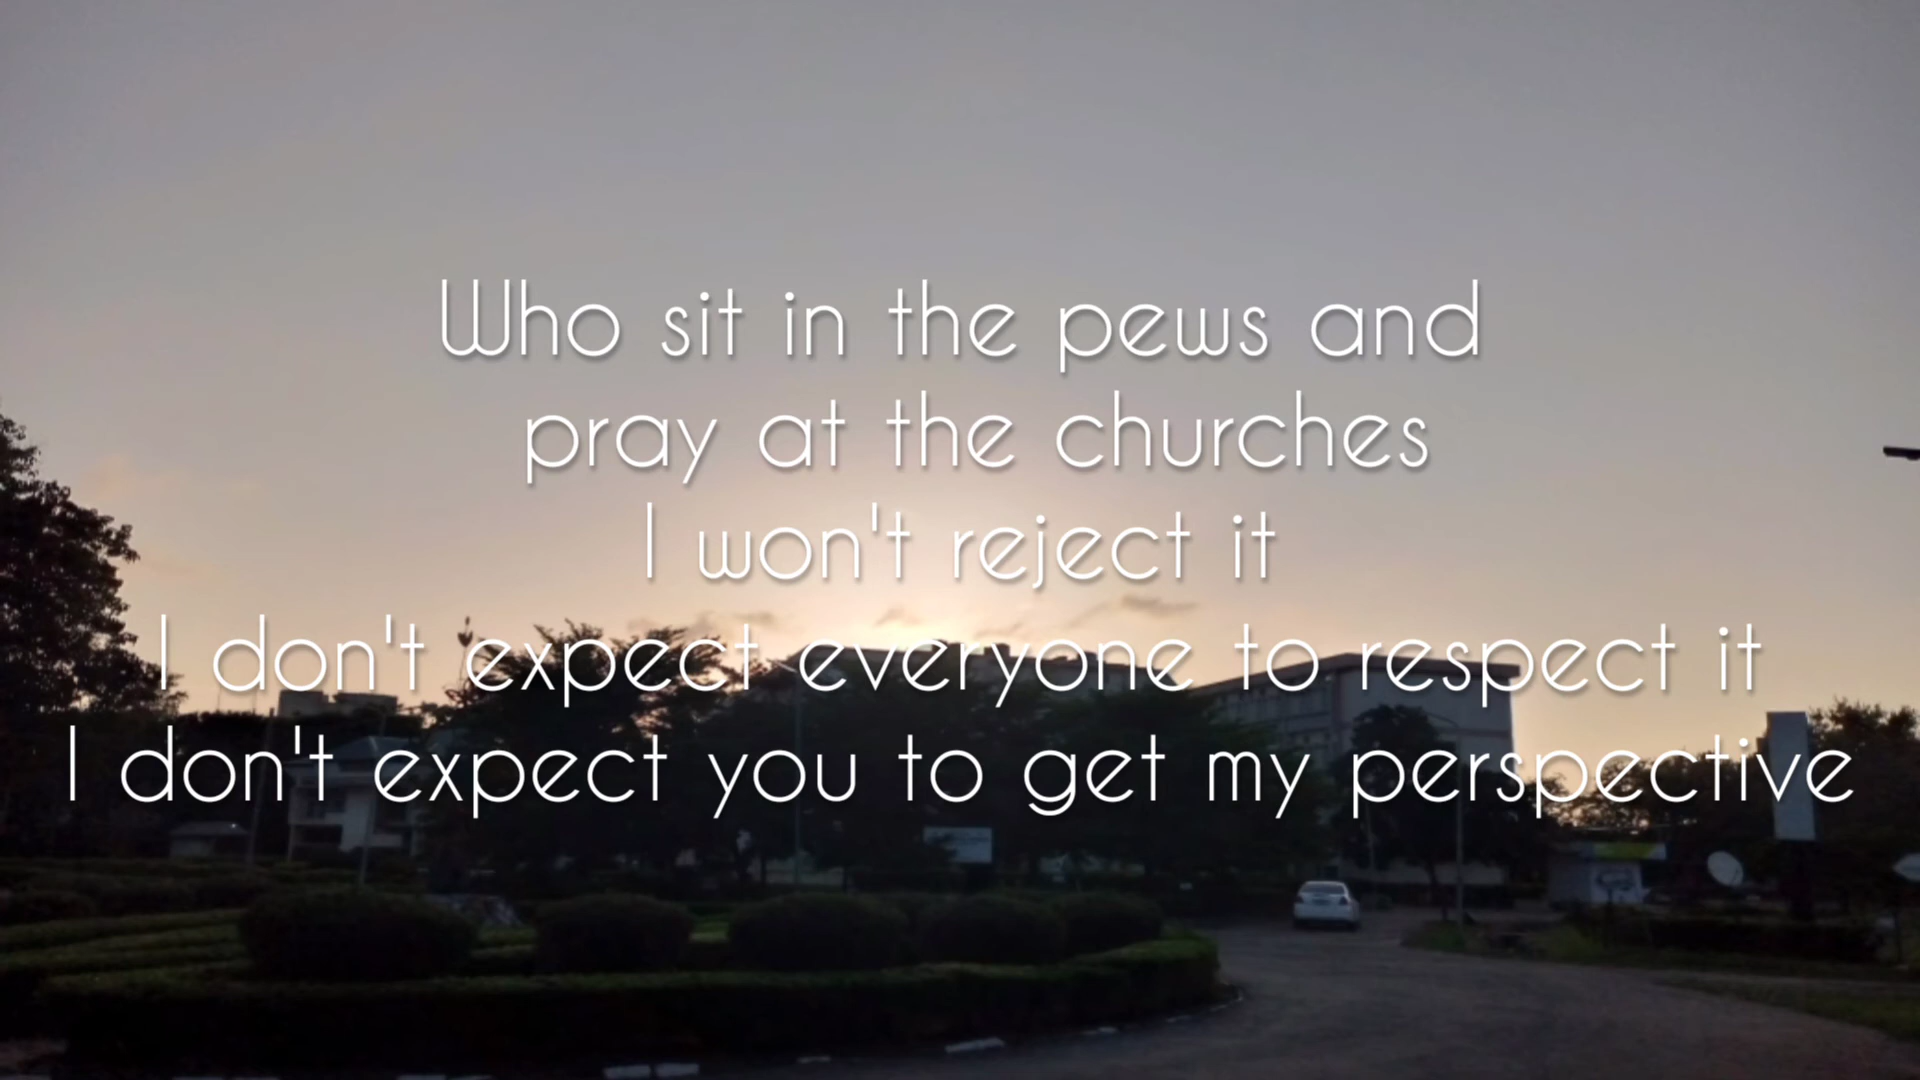 Who sit in the pews and
pray at the churches
I won't reject it
I don't expect everyone to respect it
I don't expect you to get my perspective